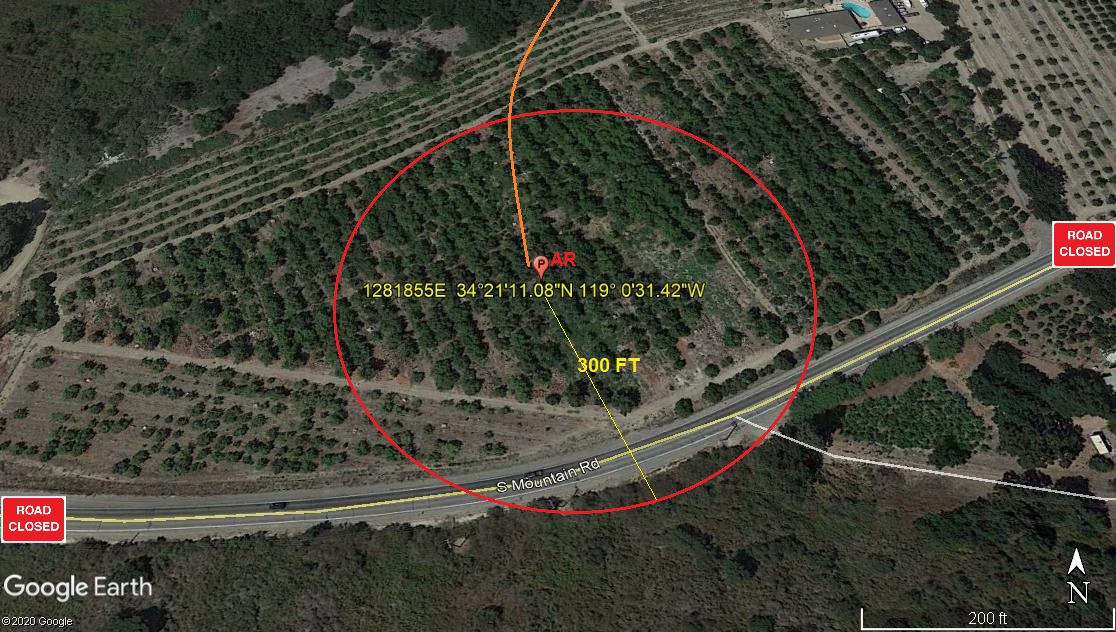 ROAD
CLOSED
P AR
1281855E 34°21'11.08"N 119° 0'31.42"W
300 FT
S Mountain Rd
ROAD
CLOSED
Google Earth
N
200 ft
©2020 Google